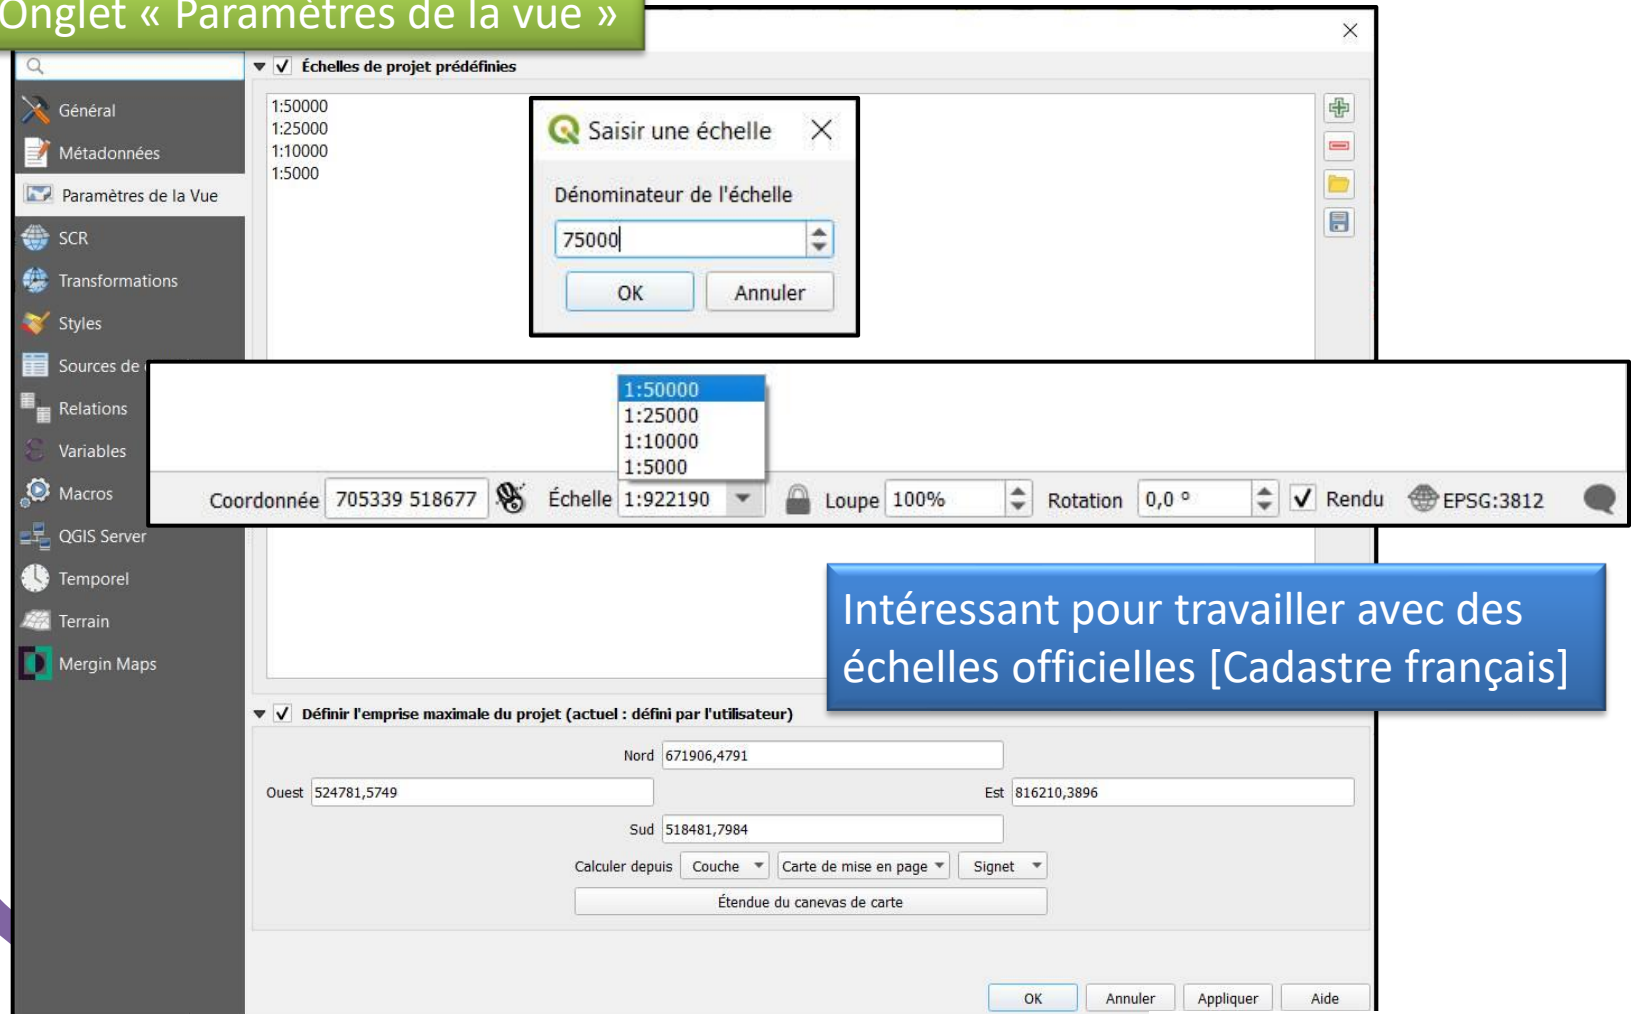 Onglet « Paramètres de la vue »
Échelles de projet prédéfinies
Général
Métadonnées
Paramètres de la Vue
SCR
Transformations
Styles
Sources de
Relations
Variables
Macros
QGIS Server
Temporel
Terrain
Mergin Maps
1:50000
1:25000
1:10000
1:5000
Saisir une échelle
Dénominateur de l'échelle
75000
OK Annuler
1:50000
1:25000
1:10000
1:5000
Coordonnée 705339 518677 Échelle 1:922190 Loupe 100% Rotation 0,0 ° Rendu EPSG:3812
Intéressant pour travailler avec des
échelles officielles [Cadastre français]
Définir l'emprise maximale du projet (actuel : défini par l'utilisateur)
Nord 671906,4791
Ouest 524781,5749 Est 816210,3896
Sud 518481,7984
Calculer depuis Couche Carte de mise en page Signet
Étendue du canevas de carte
OK Annuler Appliquer Aide